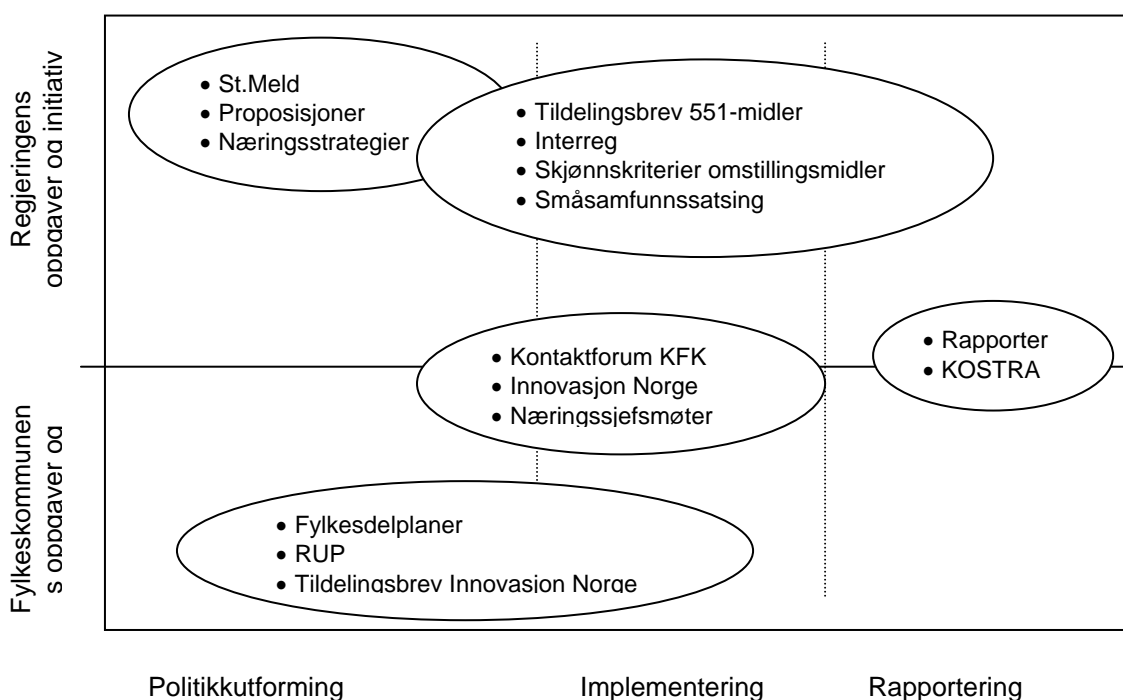 Regjeringens
oppgaver og initiativ
• St.Meld
• Proposisjoner
• Næringsstrategier
• Tildelingsbrev 551-midler
• Interreg
• Skjønnskriterier omstillingsmidler
• Småsamfunnssatsing
• Kontaktforum KFK
• Innovasjon Norge
• Næringssjefsmøter
• Rapporter
• KOSTRA
Fylkeskommunen
s oppgaver og
• Fylkesdelplaner
• RUP
• Tildelingsbrev Innovasjon Norge
Politikkutforming
Implementering
Rapportering